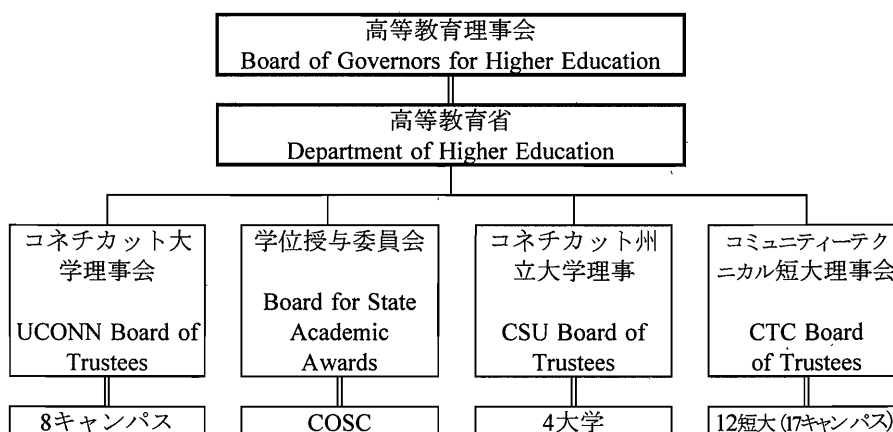 高等教育理事会
Board of Governors for Higher Education
高等教育省
Department of Higher Education
コネチカット大
学理事会
UCONN Board of
Trustees
学位授与委員会
Board for State
Academic
Awards
コネチカット州
立大学理事
CSU Board of
Trustees
コミュニティーテク
ニカル短大理事会
CTC Board
of Trustees
8キャンパス
COSC
4大学
12短大(17キャンパス)